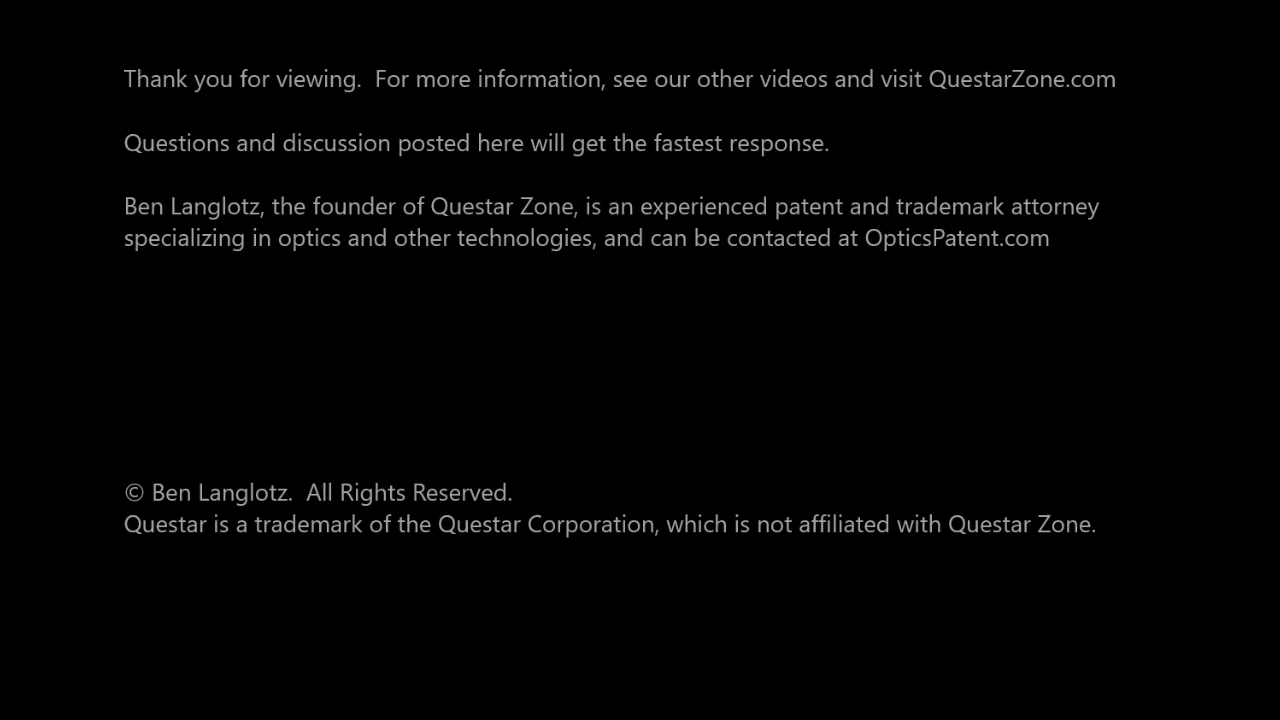 Thank you for viewing.  For more information, see our other videos and visit QuestarZone.com
Questions and discussion posted here will get the fastest response.
Ben Langlotz, the founder of Questar Zone, is an experienced patent and trademark attorney
specializing in optics and other technologies, and can be contacted at OpticsPatent.com
© Ben Langlotz.  All Rights Reserved.
Questar is a trademark of the Questar Corporation, which is not affiliated with Questar Zone.